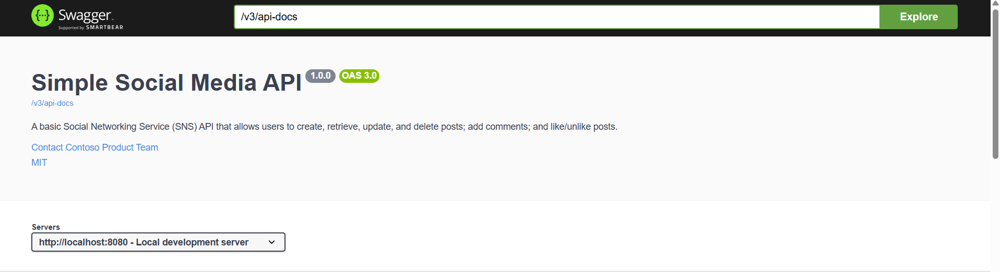 {···} Swagger™
Supported by SMARTBEAR
/v3/api-docs
Explore
Simple Social Media API 1.0.0 OAS 3.0
/v3/api-docs
A basic Social Networking Service (SNS) API that allows users to create, retrieve, update, and delete posts; add comments; and like/unlike posts.
Contact Contoso Product Team
MIT
Servers
http://localhost:8080 - Local development server